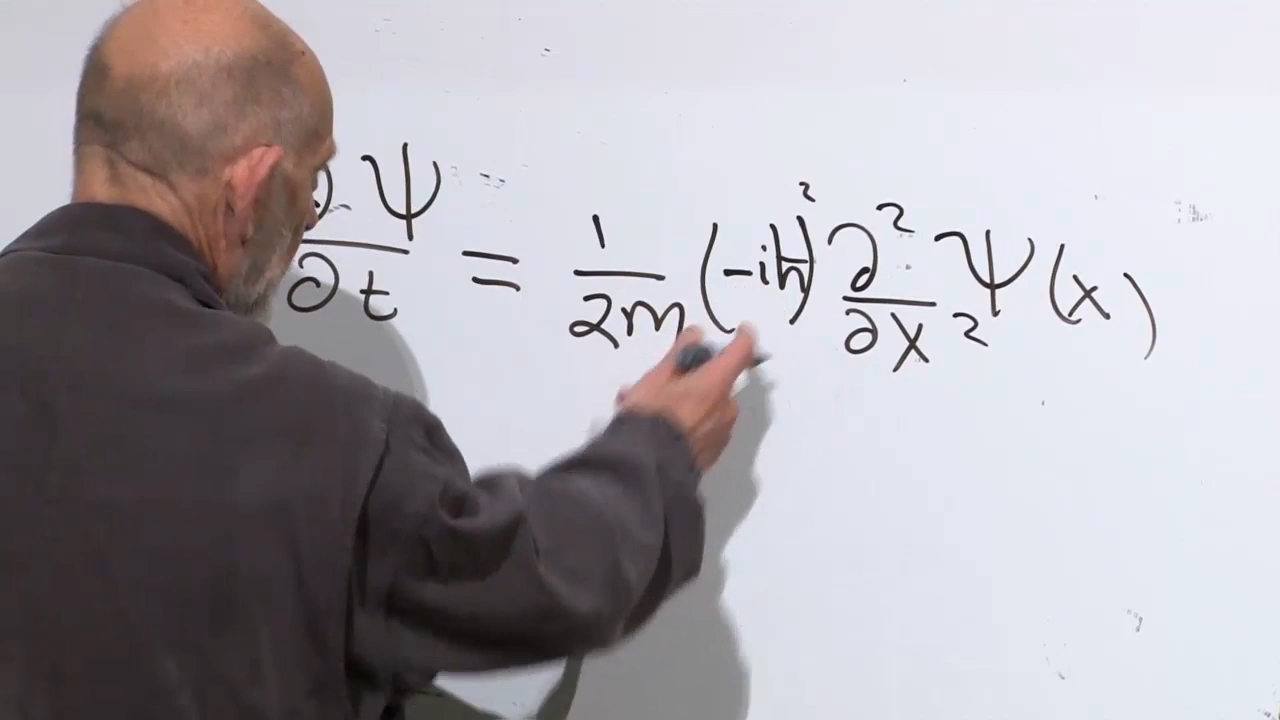 ∂Ψ/∂t = 1/2m (-iħ)² ∂²/∂x² Ψ(x)